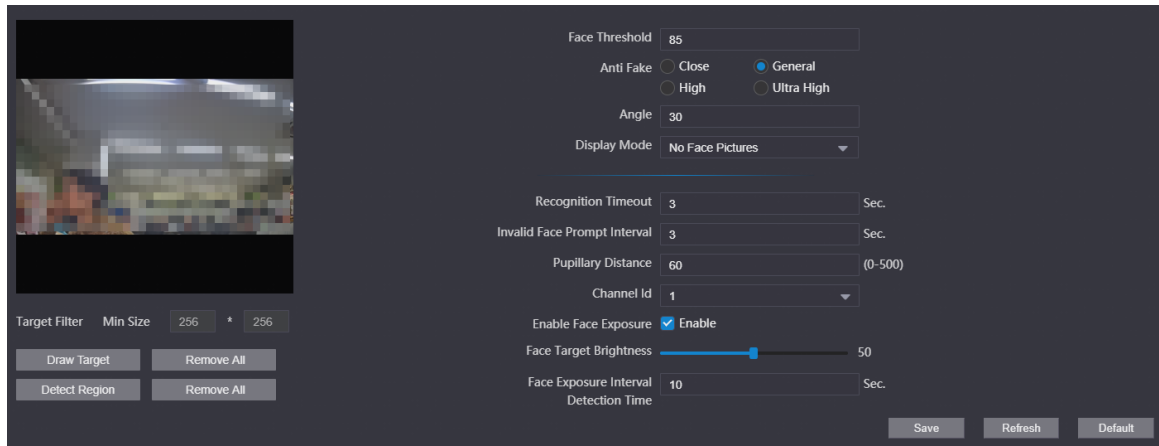 Face Threshold 85
Anti Fake Close General
High Ultra High
Angle 30
Display Mode No Face Pictures
Recognition Timeout 3 Sec.
Invalid Face Prompt Interval 3 Sec.
Pupillary Distance 60 (0-500)
Channel Id 1
Enable Face Exposure Enable
Face Target Brightness 50
Face Exposure Interval
Detection Time 10 Sec.
Target Filter Min Size 256 * 256
Draw Target Remove All
Detect Region Remove All
Save Refresh Default